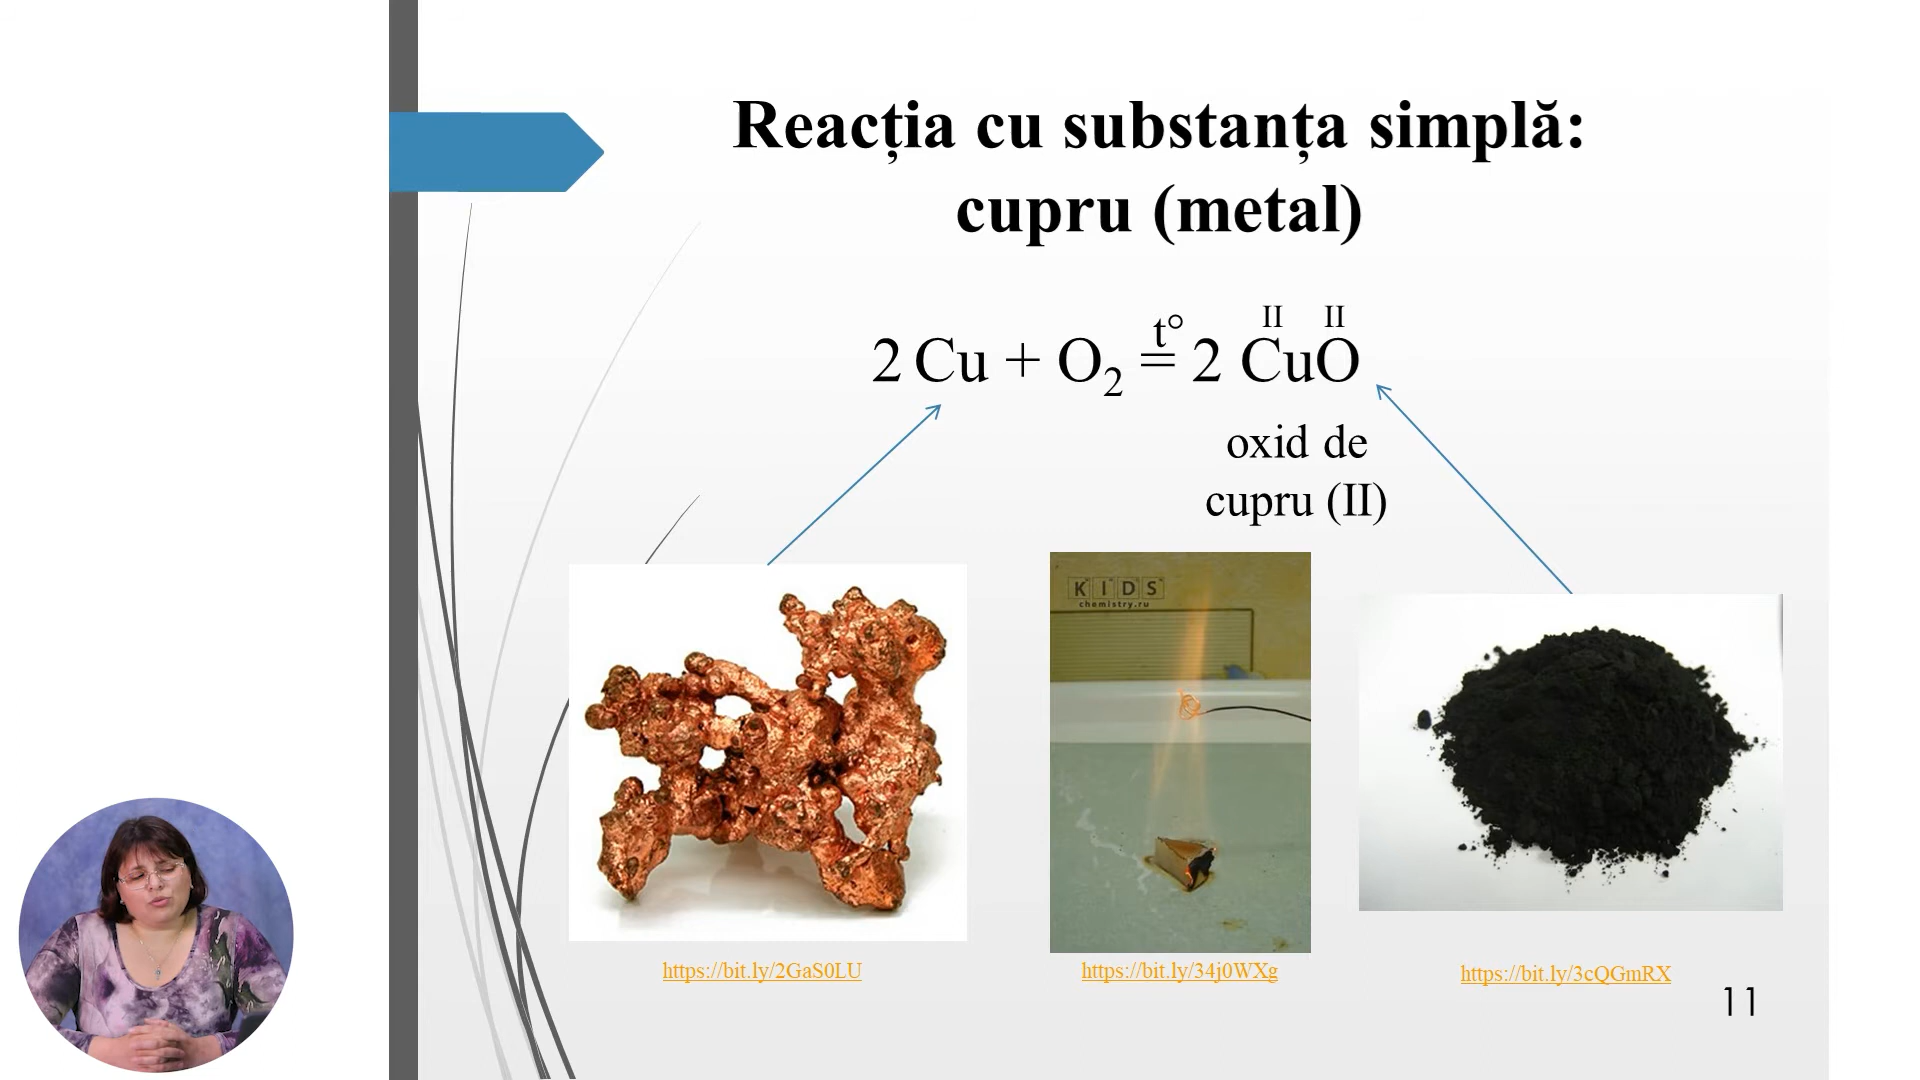 Reacția cu substanța simplă:
cupru (metal)
II II
t°
2 Cu + O₂ = 2 CuO
oxid de
cupru (II)
KIDS
chemistry.ru
https://bit.ly/2GaS0LU
https://bit.ly/34j0WXg
https://bit.ly/3cQGmRX
11